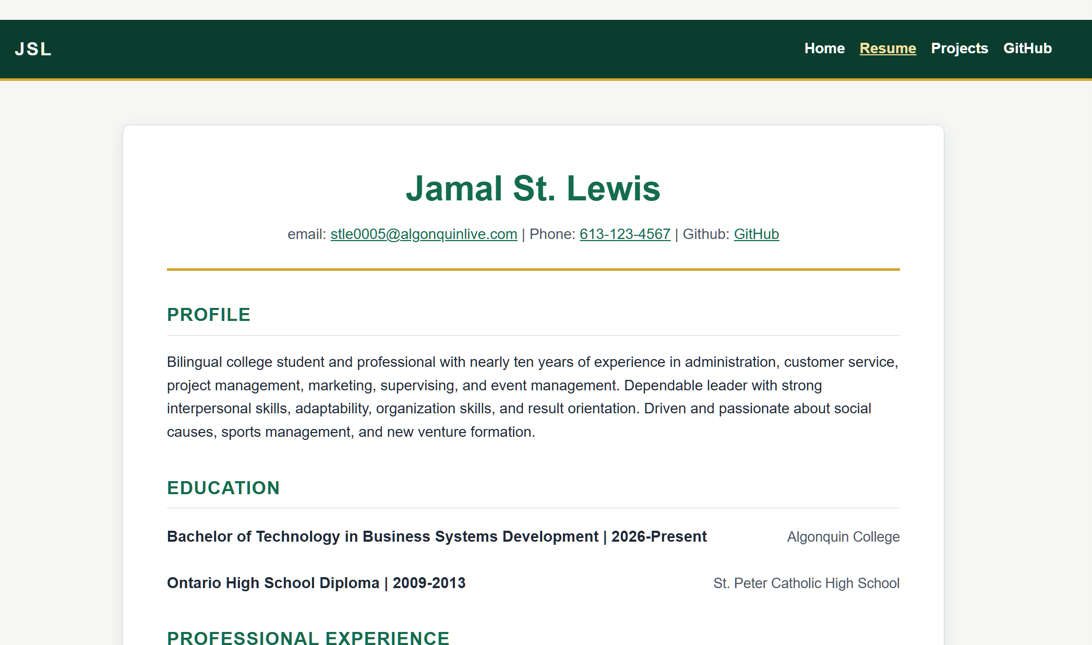 JSL
Home Resume Projects GitHub
Jamal St. Lewis
email: stle0005@algonquinlive.com | Phone: 613-123-4567 | Github: GitHub
PROFILE
Bilingual college student and professional with nearly ten years of experience in administration, customer service,
project management, marketing, supervising, and event management. Dependable leader with strong
interpersonal skills, adaptability, organization skills, and result orientation. Driven and passionate about social
causes, sports management, and new venture formation.
EDUCATION
Bachelor of Technology in Business Systems Development | 2026-Present Algonquin College
Ontario High School Diploma | 2009-2013 St. Peter Catholic High School
PROFESSIONAL EXPERIENCE